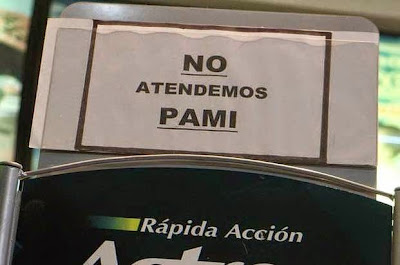 NO
ATENDEMOS
PAMI
Rápida Acción